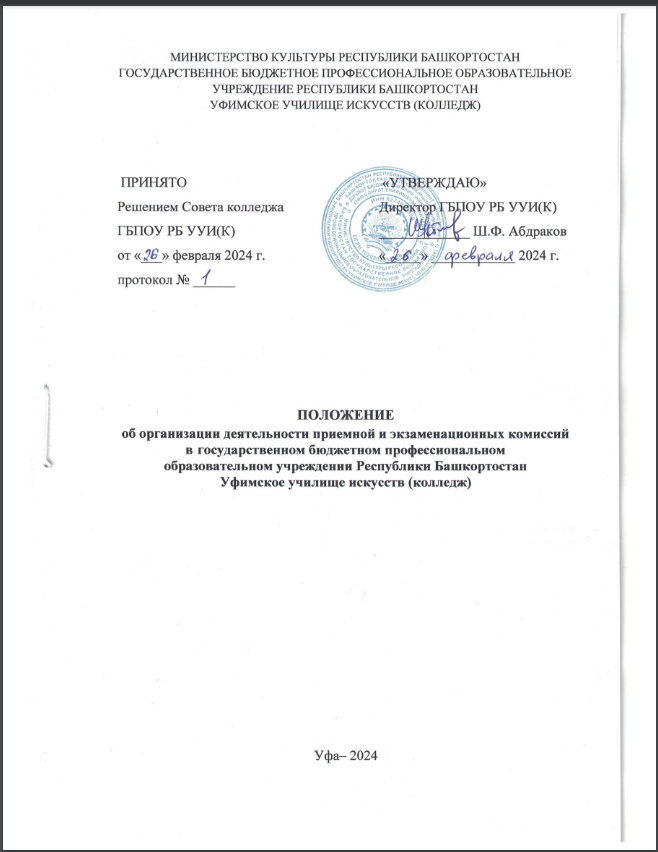 МИНИСТЕРСТВО КУЛЬТУРЫ РЕСПУБЛИКИ БАШКОРТОСТАН
ГОСУДАРСТВЕННОЕ БЮДЖЕТНОЕ ПРОФЕССИОНАЛЬНОЕ ОБРАЗОВАТЕЛЬНОЕ
УЧРЕЖДЕНИЕ РЕСПУБЛИКИ БАШКОРТОСТАН
УФИМСКОЕ УЧИЛИЩЕ ИСКУССТВ (КОЛЛЕДЖ)
ПРИНЯТО
Решением Совета колледжа
ГБПОУ РБ УУИ(К)
от «26» февраля 2024 г.
протокол № 1
«УТВЕРЖДАЮ»
Директор ГБПОУ РБ УУИ(К)
Ш.Ф. Абдраков
«26» февраля 2024 г.
ПОЛОЖЕНИЕ
об организации деятельности приемной и экзаменационных комиссий
в государственном бюджетном профессиональном
образовательном учреждении Республики Башкортостан
Уфимское училище искусств (колледж)
Уфа– 2024